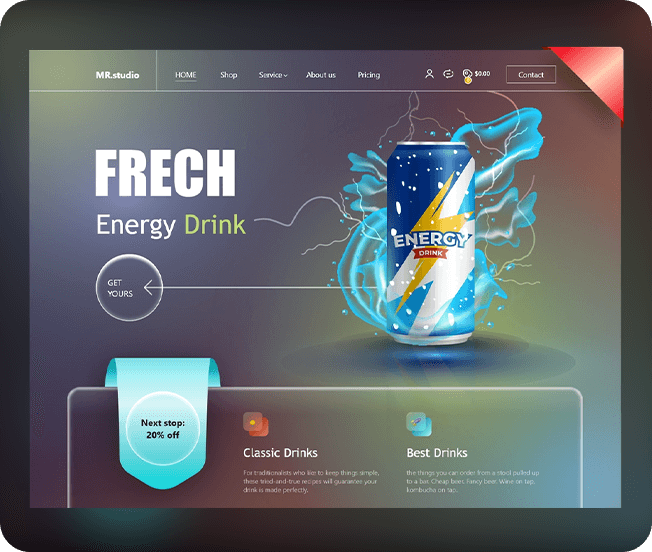 MR.studio
HOME
Shop
Service
About us
Pricing
$0.00
Contact
FRECH
Energy Drink
GET
YOURS
ENERGY
DRINK
Next stop:
20% off
Classic Drinks
For traditionalists who like to keep things simple,
these tried-and-true recipes will guarantee your
drink is made perfectly.
Best Drinks
the things you can order from a stool pulled up
to a bar. Cheap beer. Fancy beer. Wine on tap,
kombucha on tap.